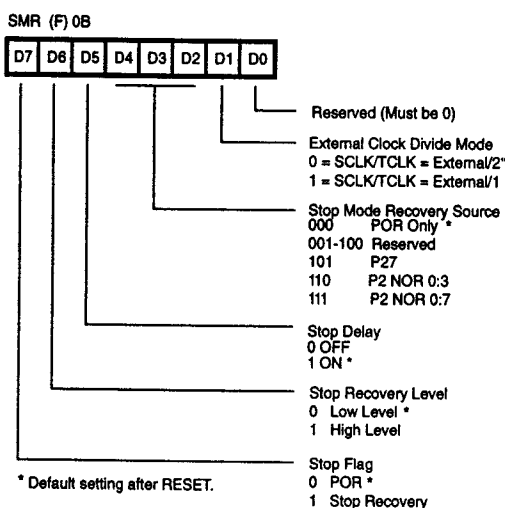 SMR (F) 0B
D7 D6 D5 D4 D3 D2 D1 D0
Reserved (Must be 0)
External Clock Divide Mode
0 = SCLK/TCLK = External/2"
1 = SCLK/TCLK = External/1
Stop Mode Recovery Source
000 POR Only *
001-100 Reserved
101 P27
110 P2 NOR 0:3
111 P2 NOR 0:7
Stop Delay
0 OFF
1 ON *
Stop Recovery Level
0 Low Level *
1 High Level
Stop Flag
0 POR *
1 Stop Recovery
* Default setting after RESET.